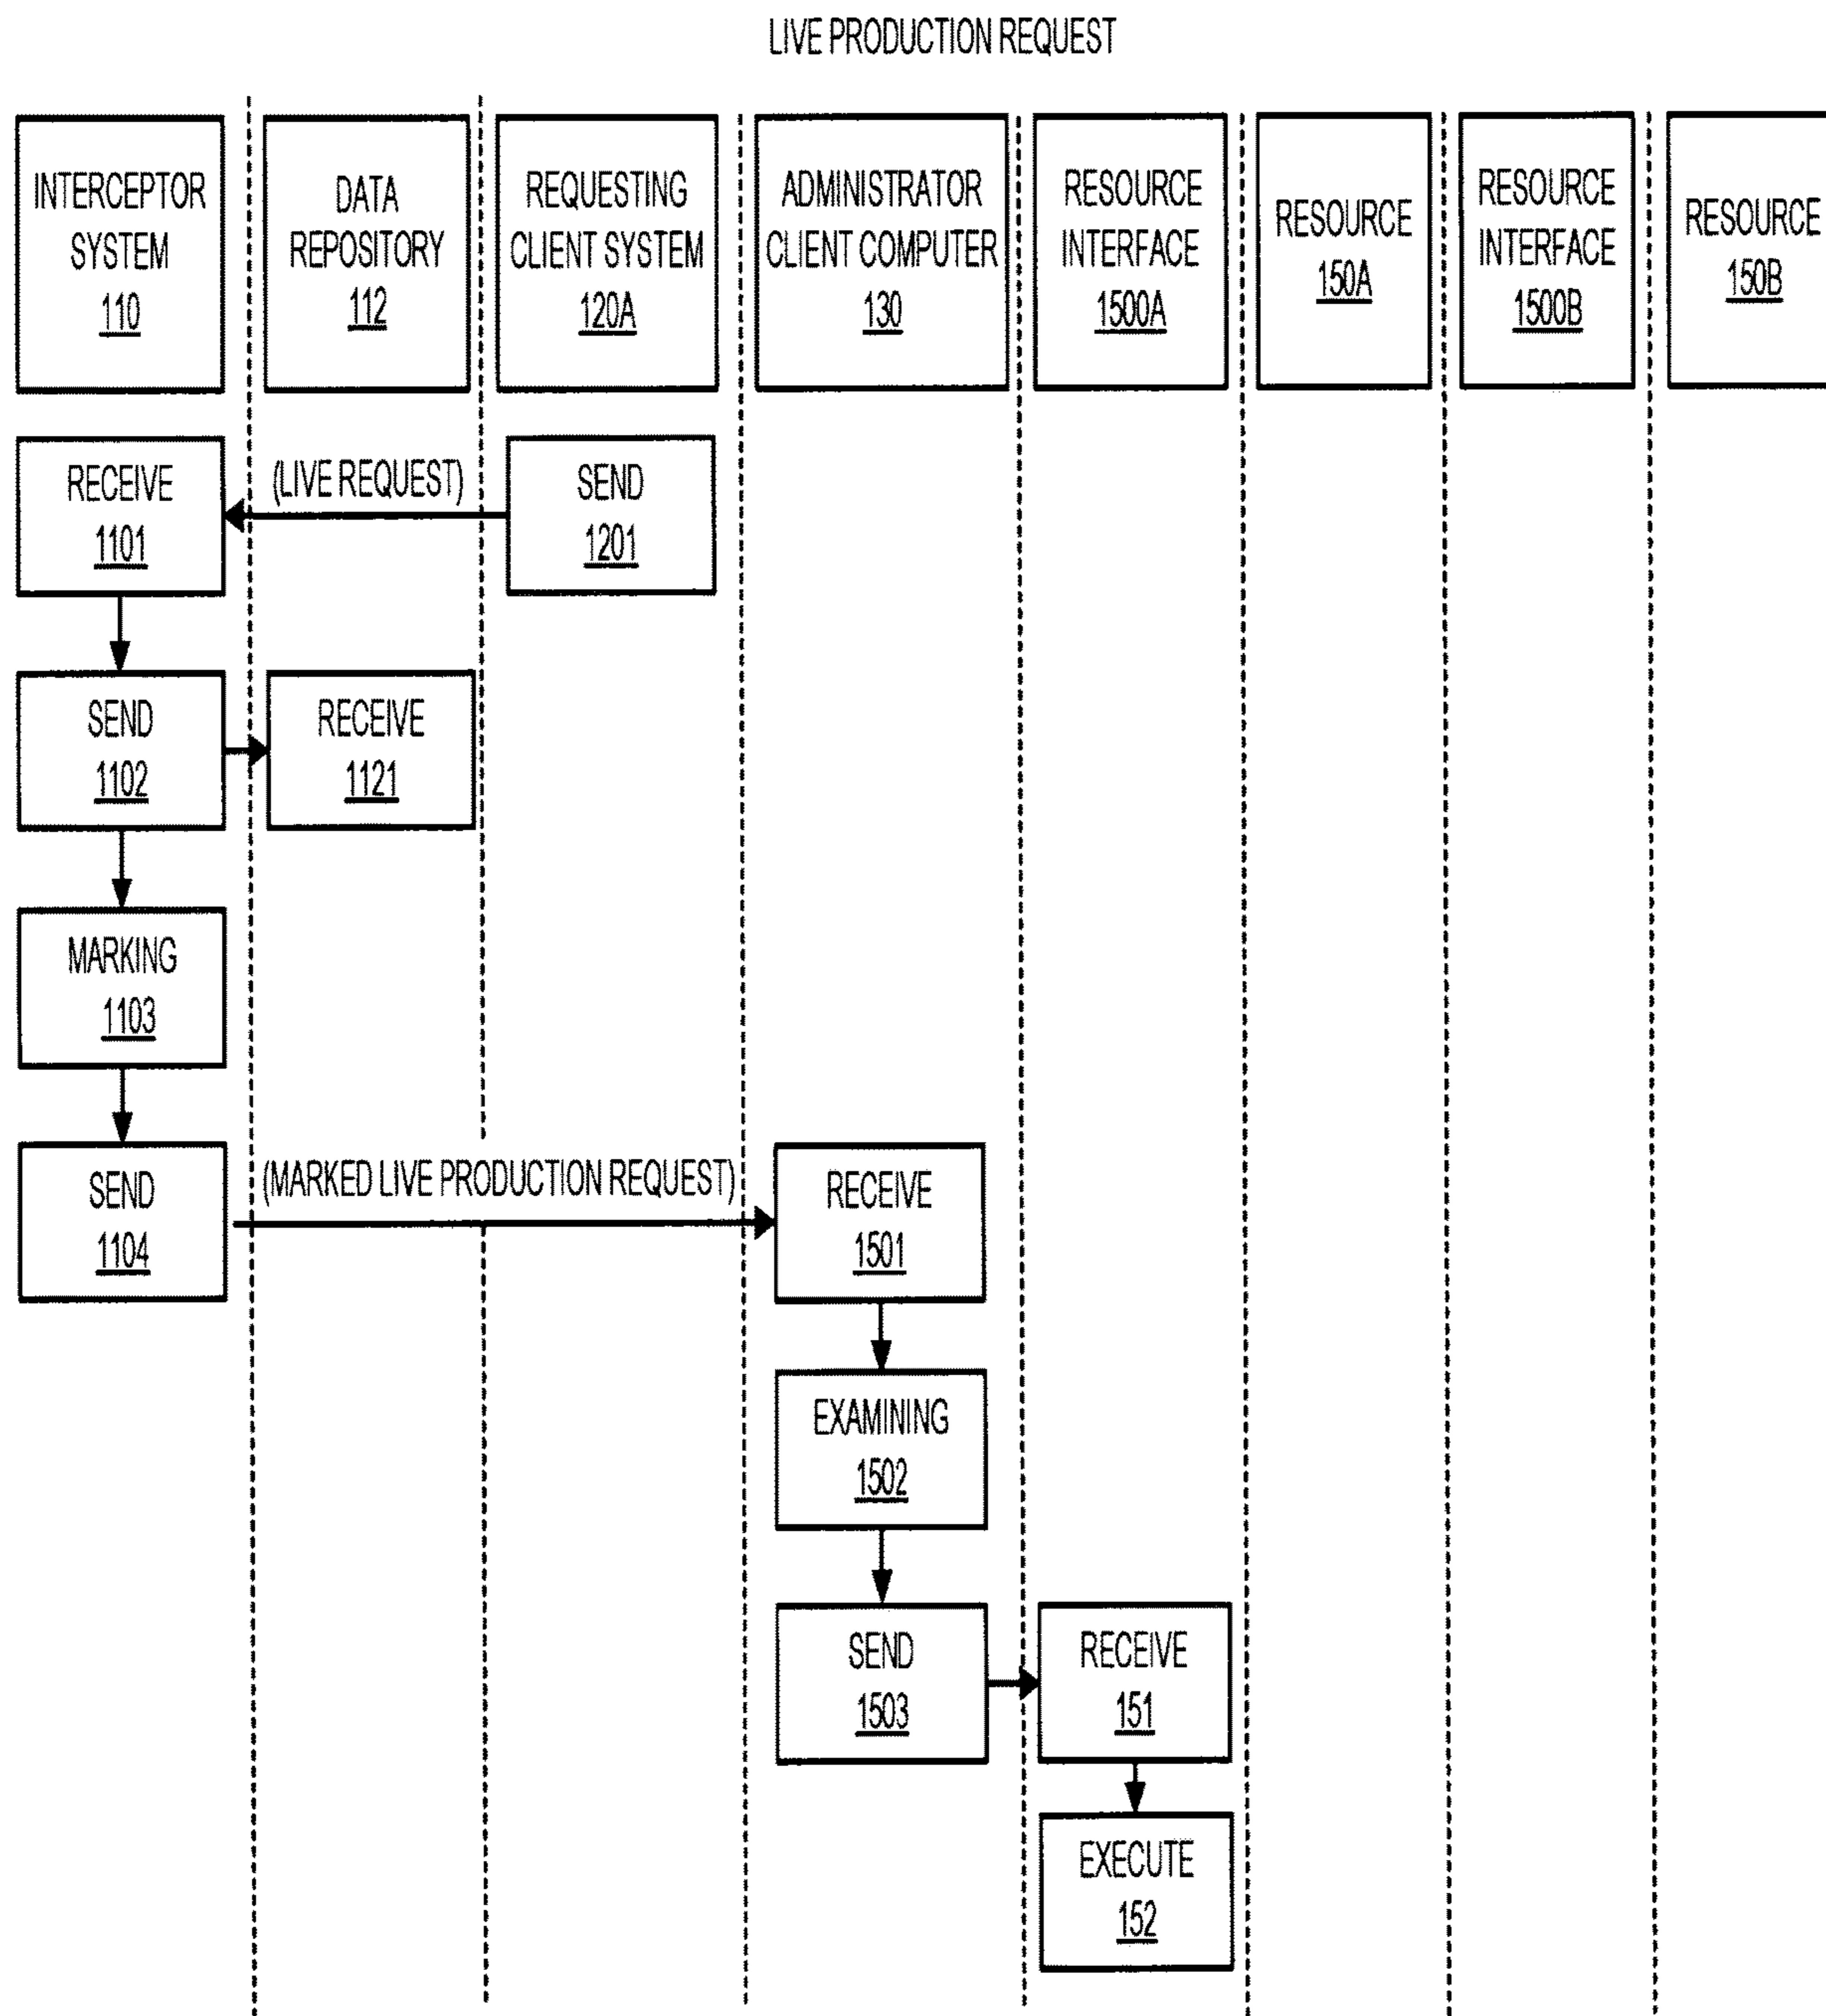 LIVE PRODUCTION REQUEST
INTERCEPTOR
SYSTEM
110
DATA
REPOSITORY
112
REQUESTING
CLIENT SYSTEM
120A
ADMINISTRATOR
CLIENT COMPUTER
130
RESOURCE
INTERFACE
1500A
RESOURCE
150A
RESOURCE
INTERFACE
1500B
RESOURCE
150B
RECEIVE
1101
(LIVE REQUEST)
SEND
1201
SEND
1102
RECEIVE
1121
MARKING
1103
SEND
1104
(MARKED LIVE PRODUCTION REQUEST)
RECEIVE
1501
EXAMINING
1502
SEND
1503
RECEIVE
151
EXECUTE
152